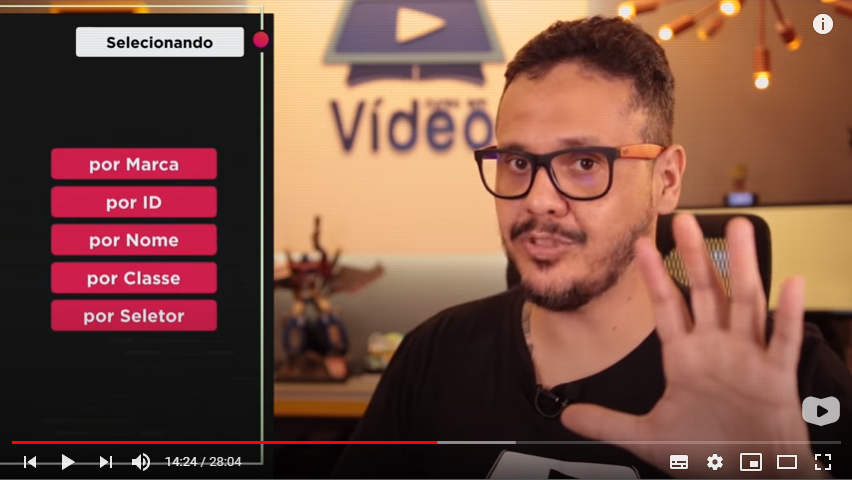 Selecionando
por Marca
por ID
por Nome
por Classe
por Seletor
Vídeo
14:24 / 28:04